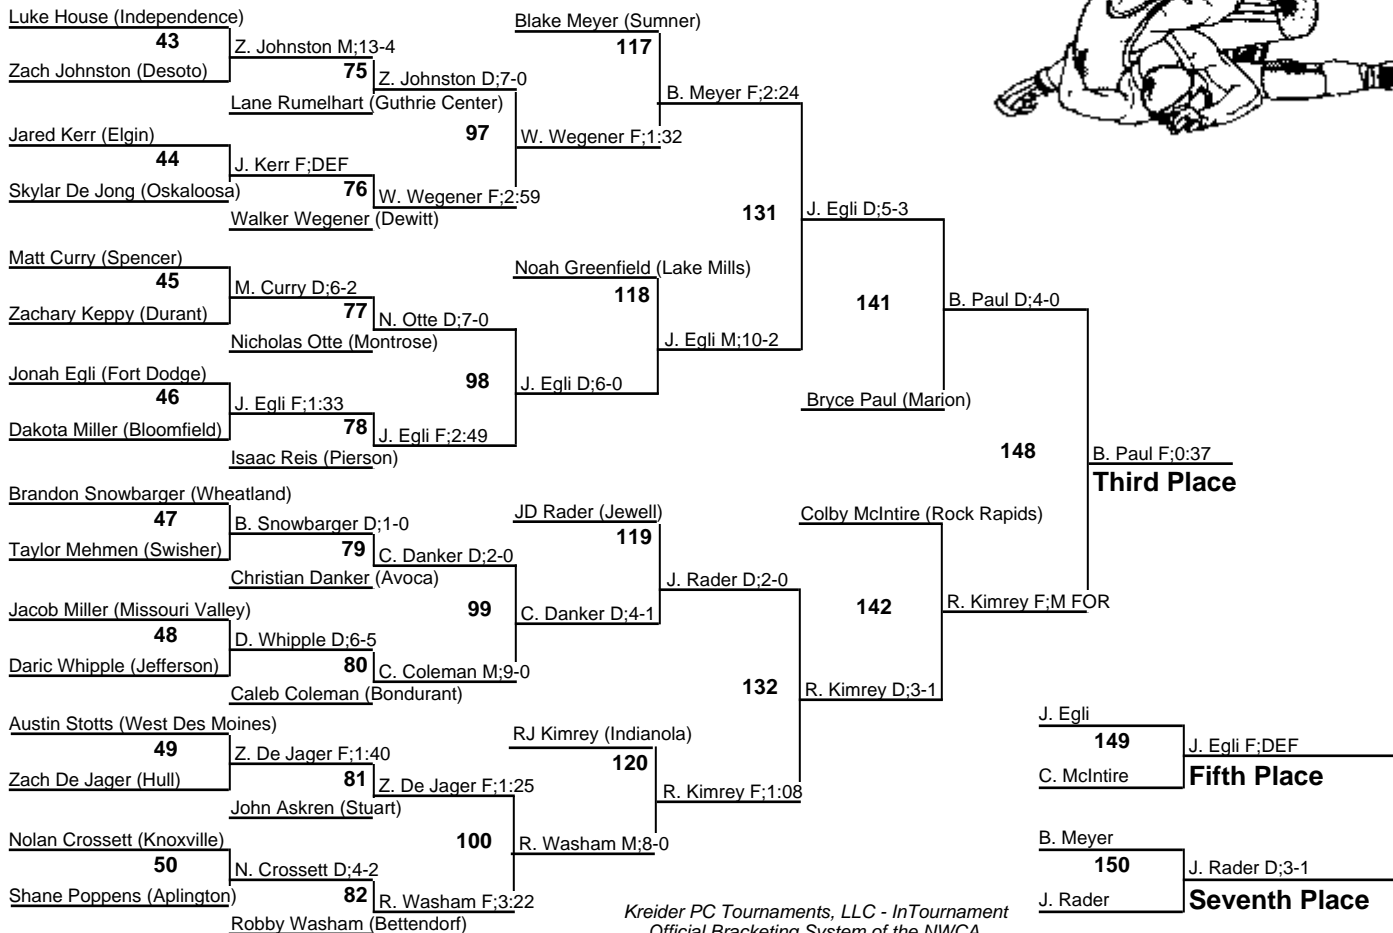 Luke House (Independence)
43
Zach Johnston (Desoto)
Z. Johnston M;13-4
75
Lane Rumelhart (Guthrie Center)
Z. Johnston D;7-0
Jared Kerr (Elgin)
44
Skylar De Jong (Oskaloosa)
J. Kerr F;DEF
76
Walker Wegener (Dewitt)
W. Wegener F;2:59
97
W. Wegener F;1:32
Blake Meyer (Sumner)
117
B. Meyer F;2:24
Matt Curry (Spencer)
45
Zachary Keppy (Durant)
M. Curry D;6-2
77
Nicholas Otte (Montrose)
N. Otte D;7-0
Jonah Egli (Fort Dodge)
46
Dakota Miller (Bloomfield)
J. Egli F;1:33
78
Isaac Reis (Pierson)
J. Egli F;2:49
98
J. Egli D;6-0
Noah Greenfield (Lake Mills)
118
J. Egli M;10-2
131
J. Egli D;5-3
141
Bryce Paul (Marion)
B. Paul D;4-0
Brandon Snowbarger (Wheatland)
47
Taylor Mehmen (Swisher)
B. Snowbarger D;1-0
79
Christian Danker (Avoca)
C. Danker D;2-0
Jacob Miller (Missouri Valley)
48
Daric Whipple (Jefferson)
D. Whipple D;6-5
80
Caleb Coleman (Bondurant)
C. Coleman M;9-0
99
C. Danker D;4-1
JD Rader (Jewell)
119
J. Rader D;2-0
Austin Stotts (West Des Moines)
49
Zach De Jager (Hull)
Z. De Jager F;1:40
81
John Askren (Stuart)
Z. De Jager F;1:25
Nolan Crossett (Knoxville)
50
Shane Poppens (Aplington)
N. Crossett D;4-2
82
Robby Washam (Bettendorf)
R. Washam F;3:22
100
R. Washam M;8-0
RJ Kimrey (Indianola)
120
R. Kimrey F;1:08
132
R. Kimrey D;3-1
Colby McIntire (Rock Rapids)
142
R. Kimrey F;M FOR
148
B. Paul F;0:37
Third Place
J. Egli
149
C. McIntire
J. Egli F;DEF
Fifth Place
B. Meyer
150
J. Rader
J. Rader D;3-1
Seventh Place
Kreider PC Tournaments, LLC - InTournament
Official Bracketing System of the NWCA